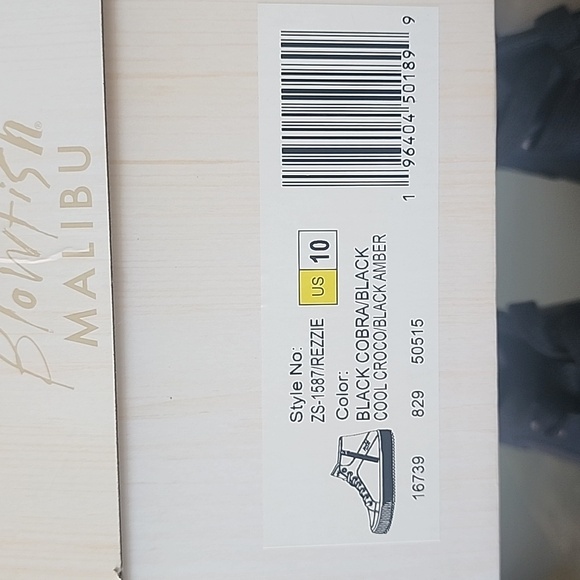 Blowfish®
MALIBU
Style No:
ZS-1587/REZZIE
US 10
Color:
BLACK COBRA/BLACK
COOL CROCO/BLACK AMBER
16739 829 50515
1 96404 50189 9